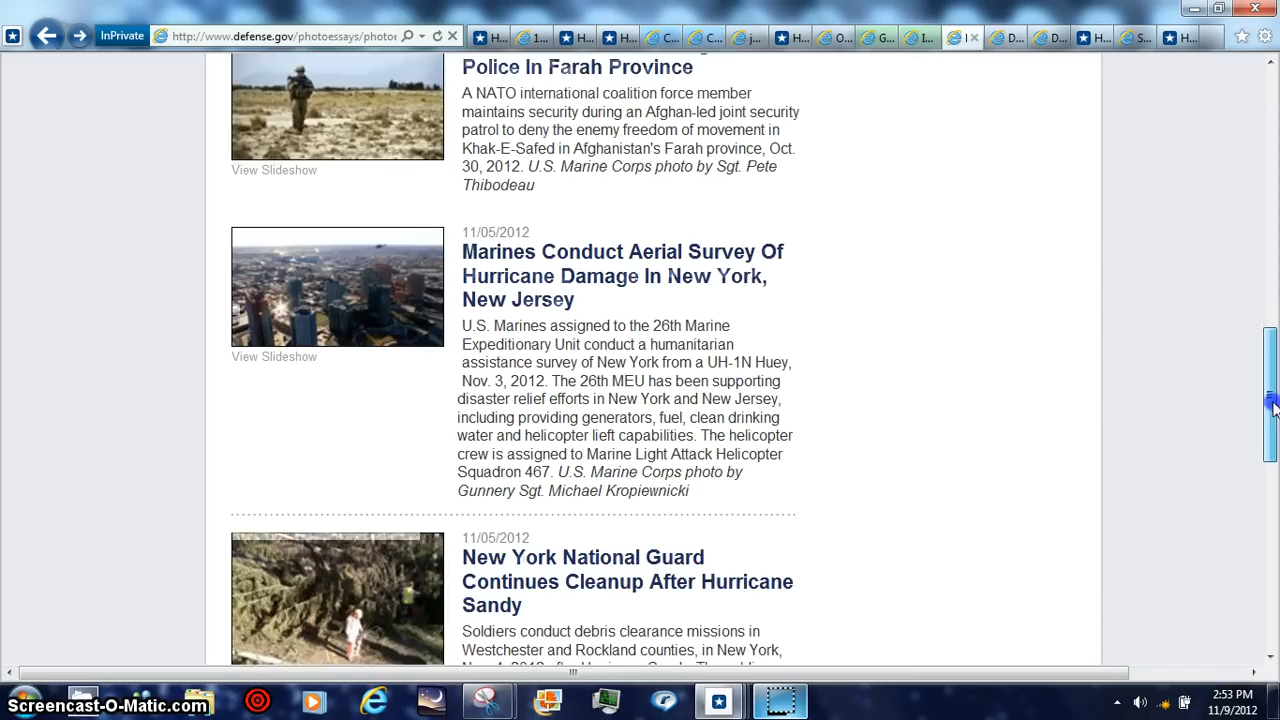 InPrivate
http://www.defense.gov/photoessays/photoe
H...
1...
H...
H...
C...
C...
j...
H...
O...
G...
I...
D...
D...
H...
S...
H...
Police In Farah Province
A NATO international coalition force member
maintains security during an Afghan-led joint security
patrol to deny the enemy freedom of movement in
Khak-E-Safed in Afghanistan's Farah province, Oct.
30, 2012. U.S. Marine Corps photo by Sgt. Pete
Thibodeau
View Slideshow
11/05/2012
Marines Conduct Aerial Survey Of
Hurricane Damage In New York,
New Jersey
U.S. Marines assigned to the 26th Marine
Expeditionary Unit conduct a humanitarian
assistance survey of New York from a UH-1N Huey,
Nov. 3, 2012. The 26th MEU has been supporting
disaster relief efforts in New York and New Jersey,
including providing generators, fuel, clean drinking
water and helicopter lieft capabilities. The helicopter
crew is assigned to Marine Light Attack Helicopter
Squadron 467. U.S. Marine Corps photo by
Gunnery Sgt. Michael Kropiewnicki
View Slideshow
11/05/2012
New York National Guard
Continues Cleanup After Hurricane
Sandy
Soldiers conduct debris clearance missions in
Westchester and Rockland counties, in New York,
Screencast-O-Matic.com
2:53 PM
11/9/2012